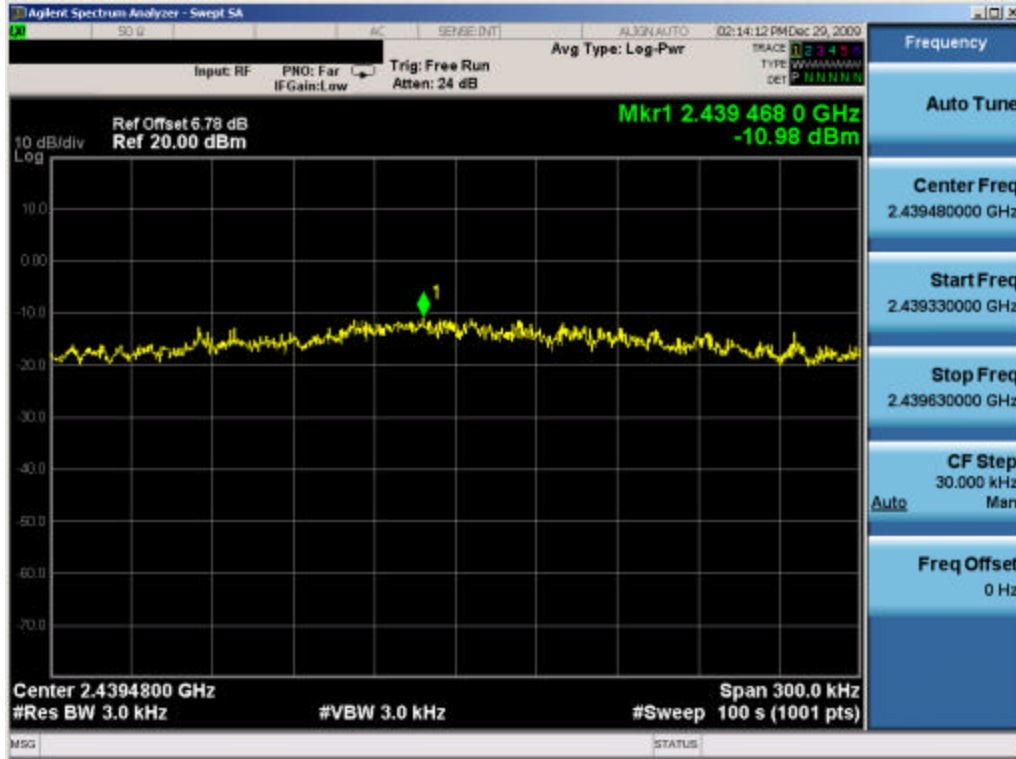 Agilent Spectrum Analyzer - Swept SA
50 Ω AC SENSE:INT ALIGN AUTO 02:14:12 PM Dec 29, 2009
Input: RF PNO: Far IFGain:Low
Trig: Free Run
Atten: 24 dB
Avg Type: Log-Pwr
TRACE 1 2 3 4 5 6
TYPE
DET P N N N N N
Mkr1 2.439 468 0 GHz
-10.98 dBm
Ref Offset 6.78 dB
10 dB/div Ref 20.00 dBm
Log
10.0
0.00
-10.0
-20.0
-30.0
-40.0
-50.0
-60.0
-70.0
1
Center 2.4394800 GHz Span 300.0 kHz
#Res BW 3.0 kHz #VBW 3.0 kHz #Sweep 100 s (1001 pts)
MSG STATUS
Frequency
Auto Tune
Center Freq
2.439480000 GHz
Start Freq
2.439330000 GHz
Stop Freq
2.439630000 GHz
CF Step
30.000 kHz
Auto Man
Freq Offset
0 Hz